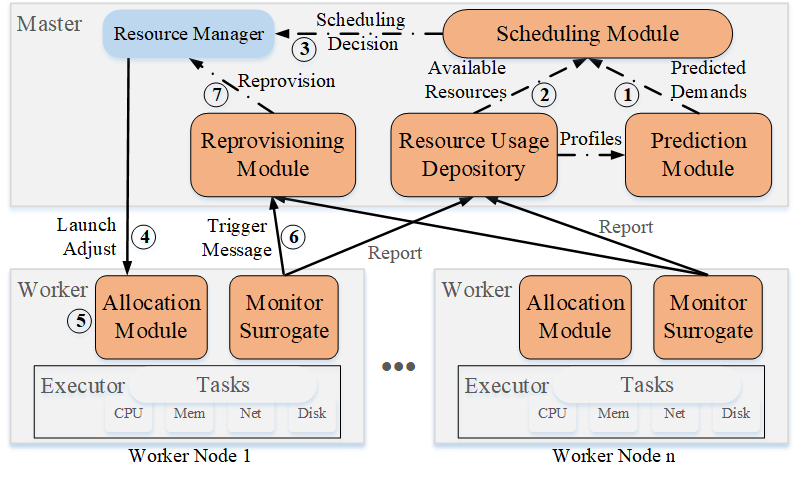 Master
Resource Manager
Scheduling
Decision
③
Scheduling Module
Available
Resources
②
①
Predicted
Demands
⑦
Reprovision
Reprovisioning
Module
Resource Usage
Depository
Profiles
Prediction
Module
Launch
Adjust
④
Trigger
Message
⑥
Report
Report
Worker
⑤
Allocation
Module
Monitor
Surrogate
Executor
Tasks
CPU
Mem
Net
Disk
Worker Node 1
Worker
Allocation
Module
Monitor
Surrogate
Executor
Tasks
CPU
Mem
Net
Disk
Worker Node n